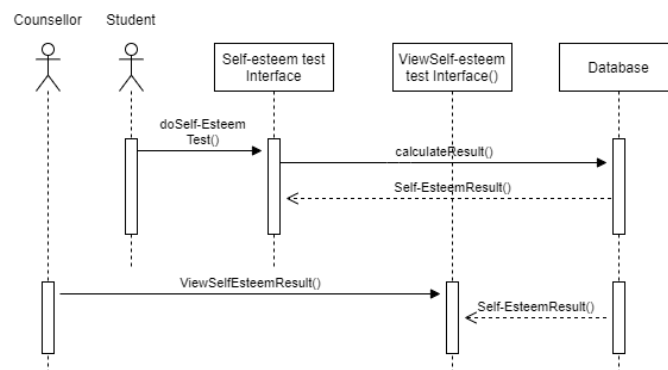 Counsellor
Student
Self-esteem test
Interface
ViewSelf-esteem
test Interface()
Database
doSelf-Esteem
Test()
calculateResult()
Self-EsteemResult()
ViewSelfEsteemResult()
Self-EsteemResult()